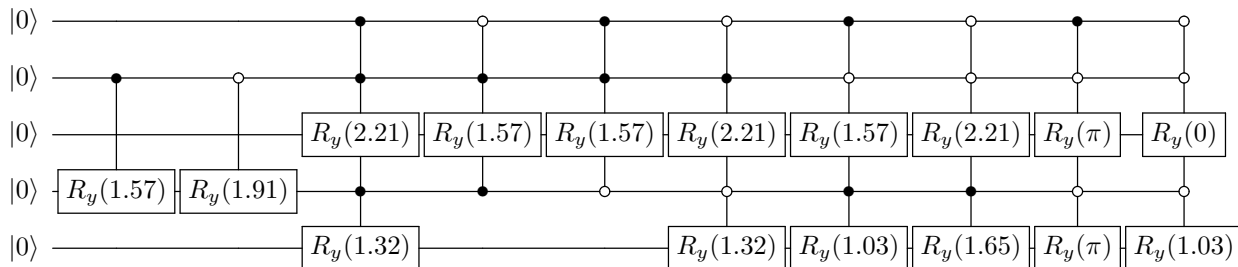 |0⟩
|0⟩
|0⟩ R_y(2.21) R_y(1.57) R_y(1.57) R_y(2.21) R_y(1.57) R_y(2.21) R_y(π) R_y(0)
|0⟩ R_y(1.57) R_y(1.91)
|0⟩ R_y(1.32) R_y(1.32) R_y(1.03) R_y(1.65) R_y(π) R_y(1.03)